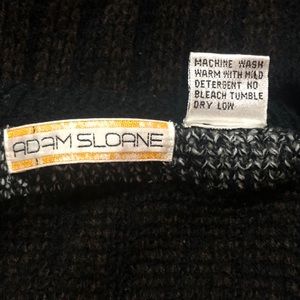 MACHINE WASH
WARM WITH MILD
DETERGENT NO
BLEACH TUMBLE
DRY LOW
ADAM SLOANE